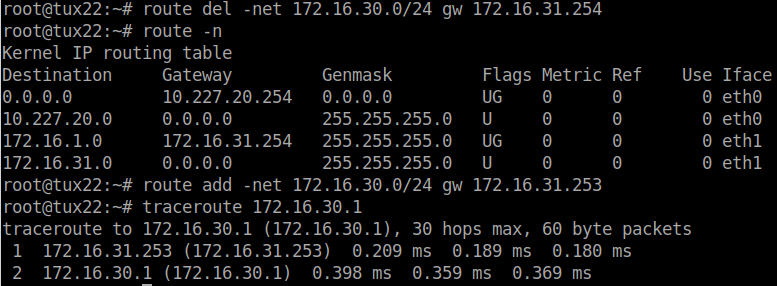 root@tux22:~# route del -net 172.16.30.0/24 gw 172.16.31.254
root@tux22:~# route -n
Kernel IP routing table
Destination     Gateway         Genmask         Flags Metric Ref    Use Iface
0.0.0.0         10.227.20.254   0.0.0.0         UG    0      0        0 eth0
10.227.20.0     0.0.0.0         255.255.255.0   U     0      0        0 eth0
172.16.1.0      172.16.31.254   255.255.255.0   UG    0      0        0 eth1
172.16.31.0     0.0.0.0         255.255.255.0   U     0      0        0 eth1
root@tux22:~# route add -net 172.16.30.0/24 gw 172.16.31.253
root@tux22:~# traceroute 172.16.30.1
traceroute to 172.16.30.1 (172.16.30.1), 30 hops max, 60 byte packets
 1  172.16.31.253 (172.16.31.253)  0.209 ms  0.189 ms  0.180 ms
 2  172.16.30.1 (172.16.30.1)  0.398 ms  0.359 ms  0.369 ms